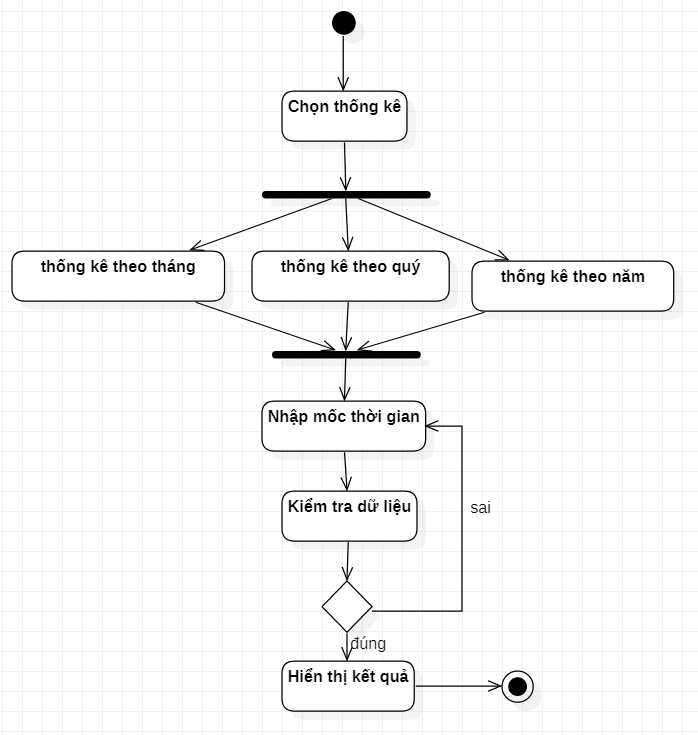 Chọn thống kê
thống kê theo tháng
thống kê theo quý
thống kê theo năm
Nhập mốc thời gian
Kiểm tra dữ liệu
sai
đúng
Hiển thị kết quả